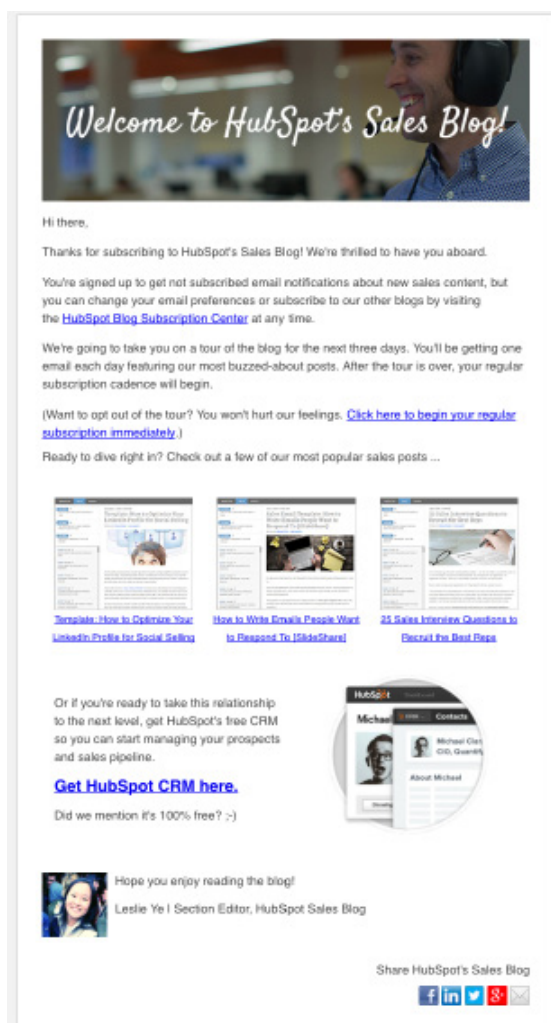 Welcome to HubSpot's Sales Blog!
Hi there,
Thanks for subscribing to HubSpot's Sales Blog! We're thrilled to have you aboard.
You're signed up to get not subscribed email notifications about new sales content, but
you can change your email preferences or subscribe to our other blogs by visiting
the HubSpot Blog Subscription Center at any time.
We're going to take you on a tour of the blog for the next three days. You'll be getting one
email each day featuring our most buzzed-about posts. After the tour is over, your regular
subscription cadence will begin.
(Want to opt out of the tour? You won't hurt our feelings. Click here to begin your regular
subscription immediately.)
Ready to dive right in? Check out a few of our most popular sales posts ...
Template: How to Optimize Your
LinkedIn Profile for Social Selling
How to Write Emails People Want
to Respond To [SlideShare]
25 Sales Interview Questions to
Recruit the Best Reps
Or if you're ready to take this relationship
to the next level, get HubSpot's free CRM
so you can start managing your prospects
and sales pipeline.
Get HubSpot CRM here.
Did we mention it's 100% free? ;-)
HubSpot
Michael
Contacts
About Michael
Hope you enjoy reading the blog!
Leslie Ye | Section Editor, HubSpot Sales Blog
Share HubSpot's Sales Blog